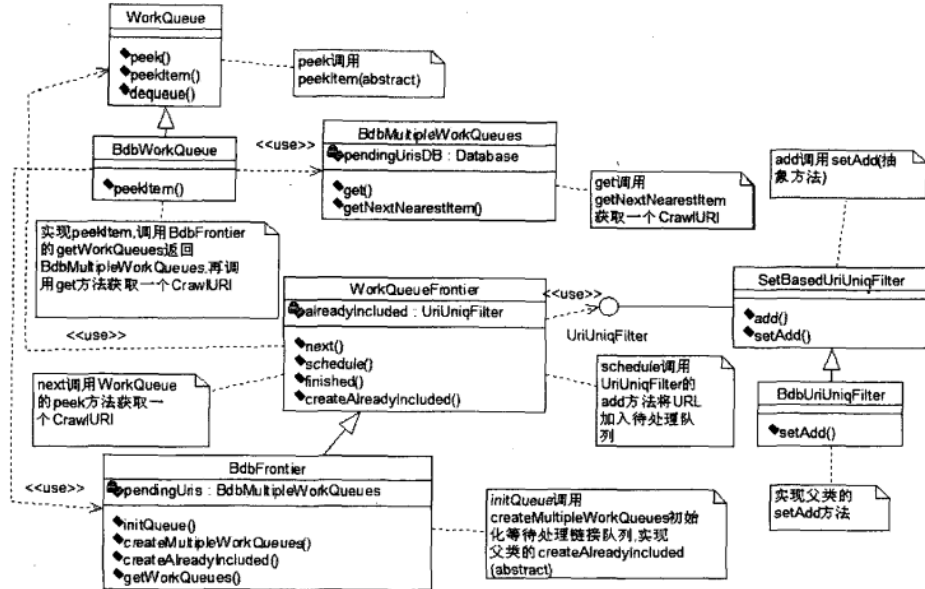 WorkQueue
peek()
peekItem()
dequeue()
peek调用
peekItem(abstract)
BdbWorkQueue
peekItem()
<<use>>
BdbMultipleWorkQueues
pendingUrisDB : Database
get()
getNextNearestItem()
get调用
getNextNearestItem
获取一个CrawlURI
add调用setAdd(抽
象方法)
实现peekItem,调用BdbFrontier
的getWorkQueues返回
BdbMultipleWorkQueues,再调
用get方法获取一个CrawlURI
<<use>>
WorkQueueFrontier
alreadyIncluded : UriUniqFilter
next()
schedule()
finished()
createAlreadyIncluded()
<<use>>
UriUniqFilter
SetBasedUriUniqFilter
add()
setAdd()
next调用WorkQueue
的peek方法获取一
个CrawlURI
schedule调用
UriUniqFilter的
add方法将URL
加入待处理队
列
BdbUriUniqFilter
setAdd()
<<use>>
BdbFrontier
pendingUris : BdbMultipleWorkQueues
initQueue()
createMultipleWorkQueues()
createAlreadyIncluded()
getWorkQueues()
initQueue调用
createMultipleWorkQueues初始
化等待处理链接队列,实现
父类的createAlreadyIncluded
(abstract)
实现父类的
setAdd方法